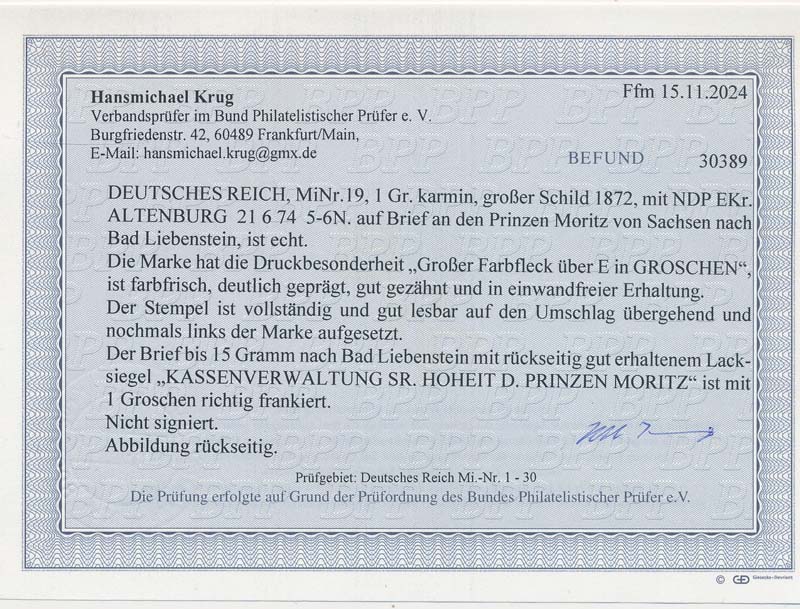 Hansmichael Krug
Ffm 15.11.2024
Verbandsprüfer im Bund Philatelistischer Prüfer e. V.
Burgfriedenstr. 42, 60489 Frankfurt/Main,
E-Mail: hansmichael.krug@gmx.de
BEFUND 30389
DEUTSCHES REICH, MiNr.19, 1 Gr. karmin, großer Schild 1872, mit NDP EKr.
ALTENBURG 21 6 74 5-6N. auf Brief an den Prinzen Moritz von Sachsen nach
Bad Liebenstein, ist echt.
Die Marke hat die Druckbesonderheit „Großer Farbfleck über E in GROSCHEN“,
ist farbfrisch, deutlich geprägt, gut gezähnt und in einwandfreier Erhaltung.
Der Stempel ist vollständig und gut lesbar auf den Umschlag übergehend und
nochmals links der Marke aufgesetzt.
Der Brief bis 15 Gramm nach Bad Liebenstein mit rückseitig gut erhaltenem Lack-
siegel „KASSENVERWALTUNG SR. HOHEIT D. PRINZEN MORITZ“ ist mit
1 Groschen richtig frankiert.
Nicht signiert.
Abbildung rückseitig.
Prüfgebiet: Deutsches Reich Mi.-Nr. 1 - 30
Die Prüfung erfolgte auf Grund der Prüfordnung des Bundes Philatelistischer Prüfer e.V.
© Giesecke+Devrient